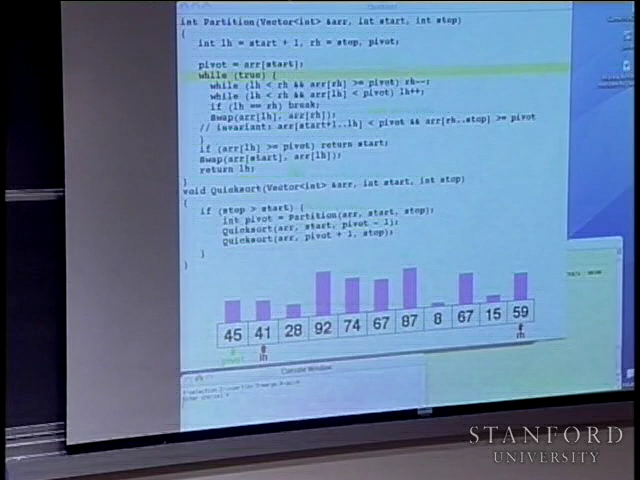 int Partition(Vector<int> &arr, int start, int stop)
{
int lh = start + 1, rh = stop, pivot;
pivot = arr[start];
while (true) {
while (lh < rh && arr[rh] >= pivot) rh--;
while (lh < rh && arr[lh] < pivot) lh++;
if (lh == rh) break;
Swap(arr[lh], arr[rh]);
// invariant: arr[start+1..lh] < pivot && arr[rh..stop] >= pivot
}
if (arr[lh] >= pivot) return start;
Swap(arr[start], arr[lh]);
return lh;
}
void Quicksort(Vector<int> &arr, int start, int stop)
{
if (stop > start) {
int pivot = Partition(arr, start, stop);
Quicksort(arr, start, pivot - 1);
Quicksort(arr, pivot + 1, stop);
}
}
45 41 28 92 74 67 87 8 67 15 59
pivot lh rh
Console Window
STANFORD
UNIVERSITY